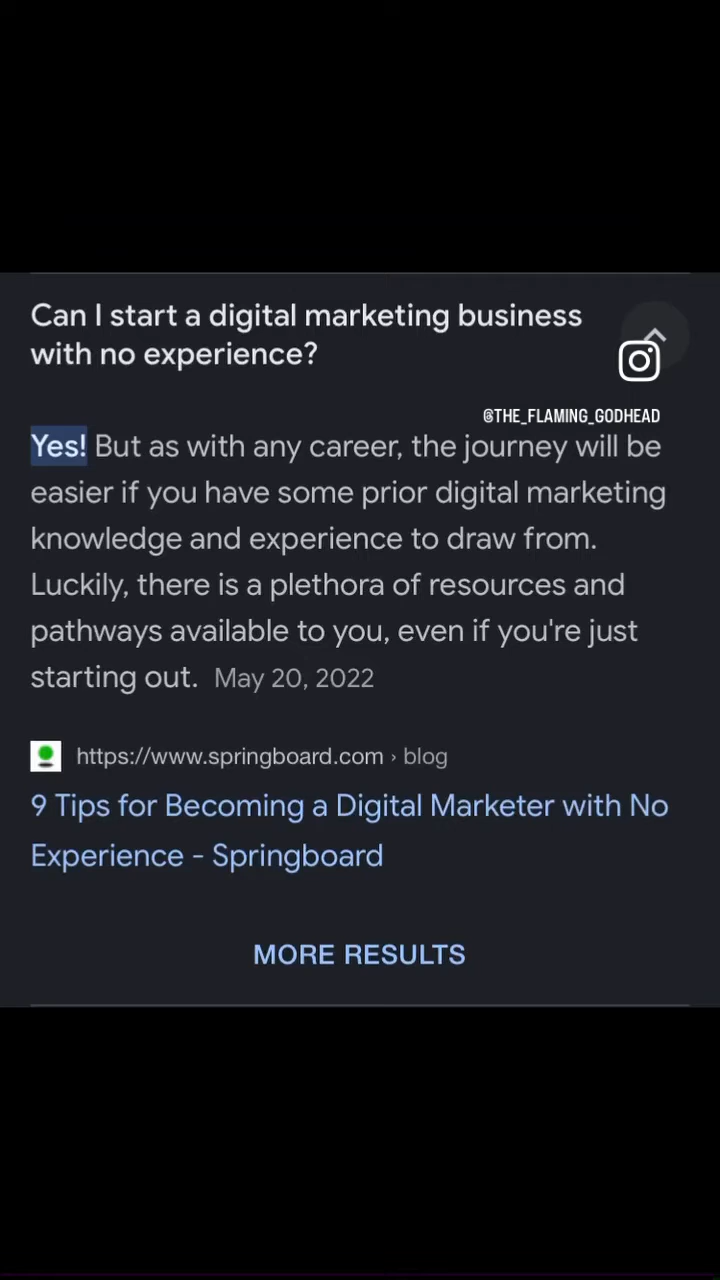 Can I start a digital marketing business
with no experience?
@THE_FLAMING_GODHEAD
Yes! But as with any career, the journey will be
easier if you have some prior digital marketing
knowledge and experience to draw from.
Luckily, there is a plethora of resources and
pathways available to you, even if you're just
starting out. May 20, 2022
https://www.springboard.com › blog
9 Tips for Becoming a Digital Marketer with No
Experience - Springboard
MORE RESULTS